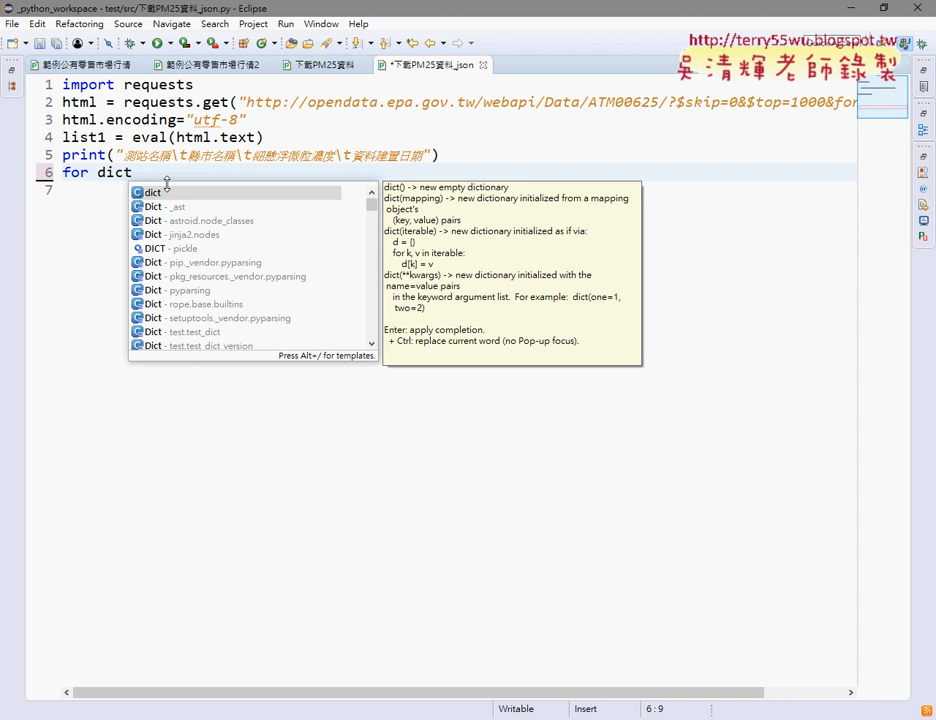 _python_workspace - test/src/下載PM25資料_json.py - Eclipse
File Edit Refactoring Source Navigate Search Project Run Window Help
http://terry55wu.blogspot.tw
吳清輝老師錄製
範例公有零售市場行情 範例公有零售市場行情2 下載PM25資料 *下載PM25資料_json
1 import requests
2 html = requests.get("http://opendata.epa.gov.tw/webapi/Data/ATM00625/?$skip=0&$top=1000&for
3 html.encoding="utf-8"
4 list1 = eval(html.text)
5 print("測站名稱\t縣市名稱\t細懸浮微粒濃度\t資料建置日期")
6 for dict
7
dict
Dict - _ast
Dict - astroid.node_classes
Dict - jinja2.nodes
DICT - pickle
Dict - pip._vendor.pyparsing
Dict - pkg_resources._vendor.pyparsing
Dict - pyparsing
Dict - rope.base.builtins
Dict - setuptools._vendor.pyparsing
Dict - test.test_dict
Dict - test.test_dict_version
Press Alt+/ for templates.
dict() -> new empty dictionary
dict(mapping) -> new dictionary initialized from a mapping
object's
(key, value) pairs
dict(iterable) -> new dictionary initialized as if via:
d = {}
for k, v in iterable:
d[k] = v
dict(**kwargs) -> new dictionary initialized with the
name=value pairs
in the keyword argument list. For example: dict(one=1,
two=2)
Enter: apply completion.
+ Ctrl: replace current word (no Pop-up focus).
Writable Insert 6 : 9